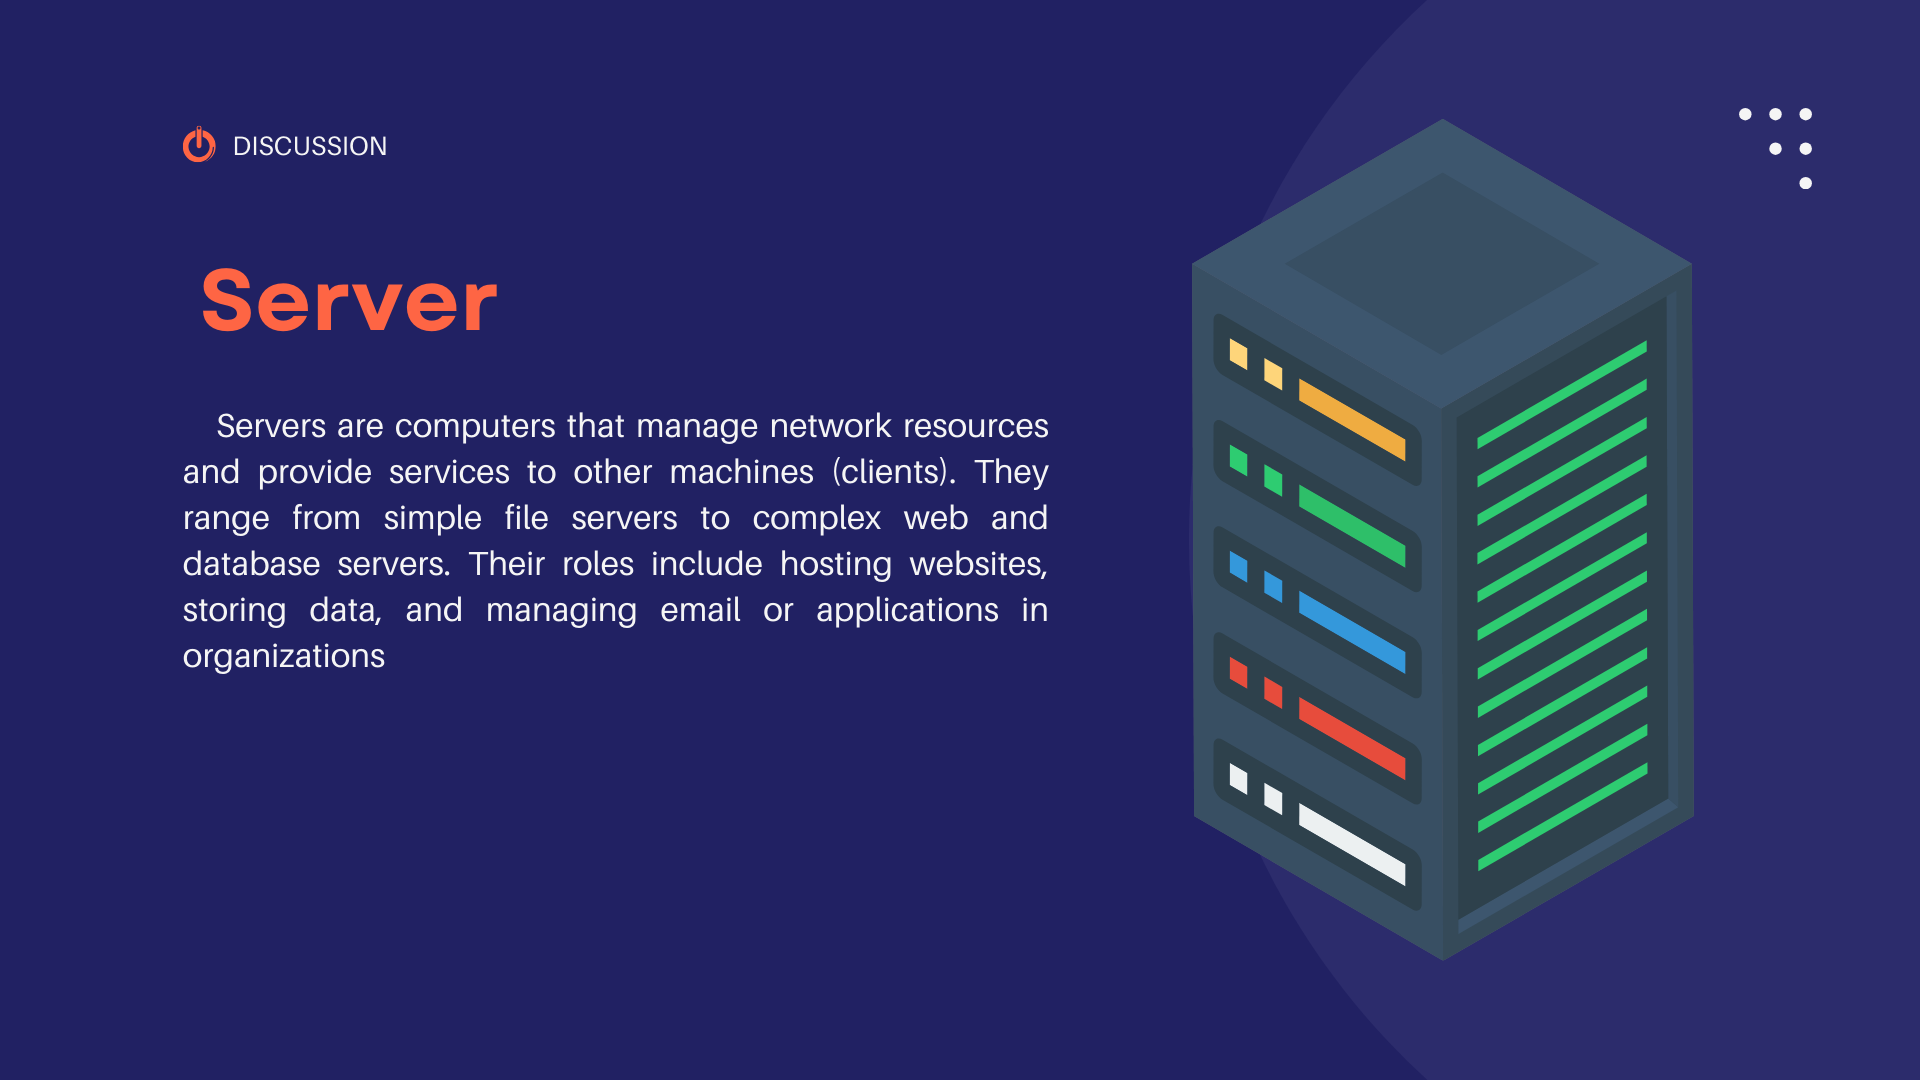 DISCUSSION
Server
Servers are computers that manage network resources
and provide services to other machines (clients). They
range from simple file servers to complex web and
database servers. Their roles include hosting websites,
storing data, and managing email or applications in
organizations